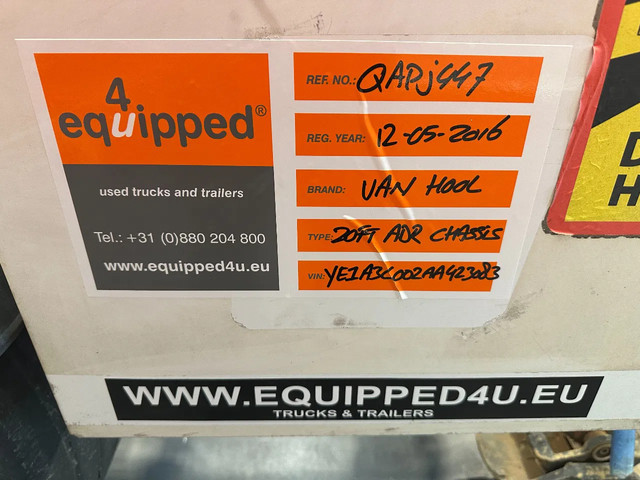 4
equipped®
used trucks and trailers
Tel.: +31 (0)880 204 800
www.equipped4u.eu
REF. NO.: QAPj447
REG. YEAR: 12-05-2016
BRAND: VAN HOOL
TYPE: 20FT ADR CHASSIS
VIN: YE1A3C002AA423083
WWW.EQUIPPED4U.EU
TRUCKS & TRAILERS